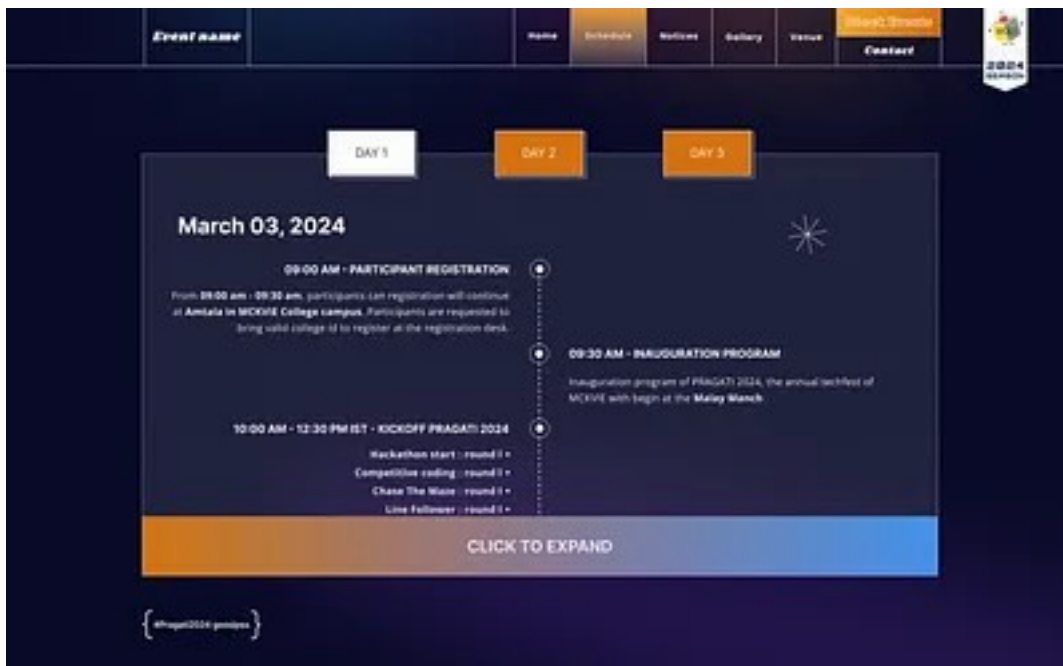 Event name
Home
Schedule
Notices
Gallery
Venue
Contact
2024
SEASON
DAY 1
DAY 2
DAY 3
March 03, 2024
09:00 AM - PARTICIPANT REGISTRATION
From 09:00 am - 09:30 am, participants can registration will continue
at Amtala in MCKVIE College campus. Participants are requested to
bring valid college id to register at the registration desk.
09:30 AM - INAUGURATION PROGRAM
Inauguration program of PRAGATI 2024, the annual techfest of
MCKVIE with begin at the Malay Manch
10:00 AM - 12:30 PM IST - KICKOFF PRAGATI 2024
Hackathon start : round I •
Competitive coding : round I •
Chase The Maze : round I •
Line Follower : round I •
CLICK TO EXPAND
#Pragati2024